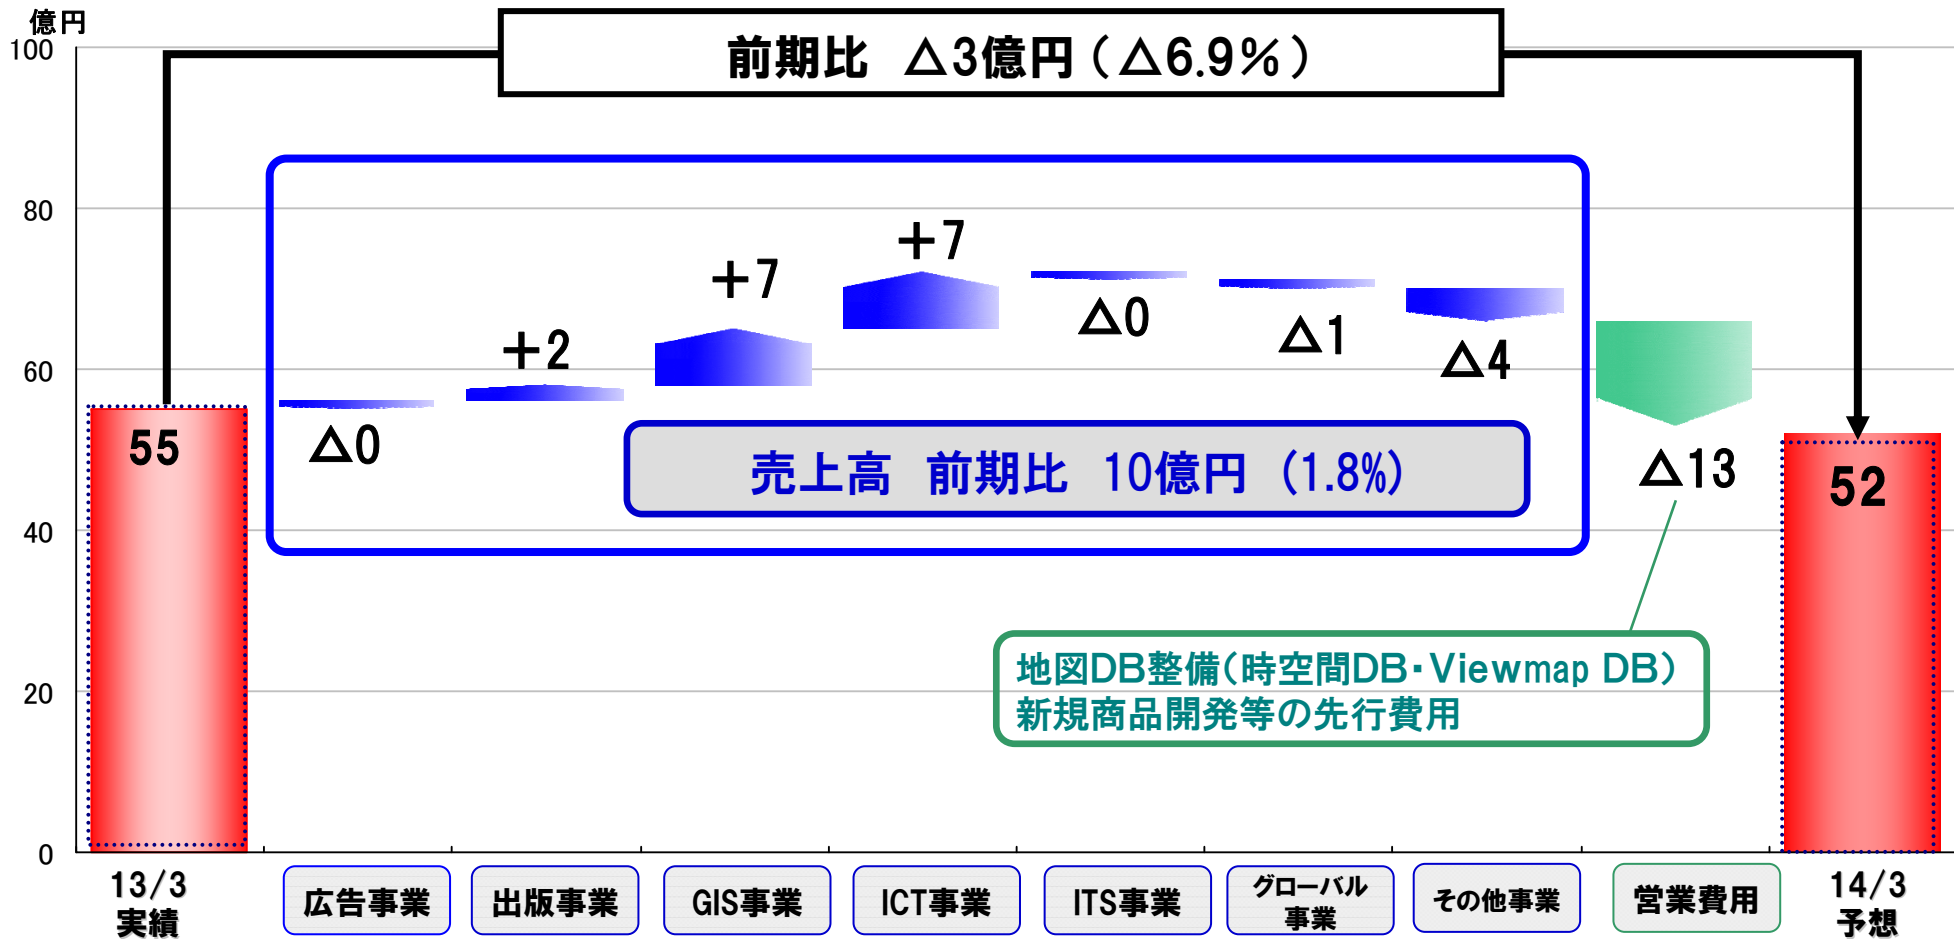 億円
前期比　△3億円（△6.9％）
100
80
60
40
20
0
55
△0
＋2
＋7
＋7
△0
△1
△4
△13
52
売上高　前期比　10億円（1.8%）
地図DB整備（時空間DB・Viewmap DB）
新規商品開発等の先行費用
13/3
実績
広告事業
出版事業
GIS事業
ICT事業
ITS事業
グローバル
事業
その他事業
営業費用
14/3
予想